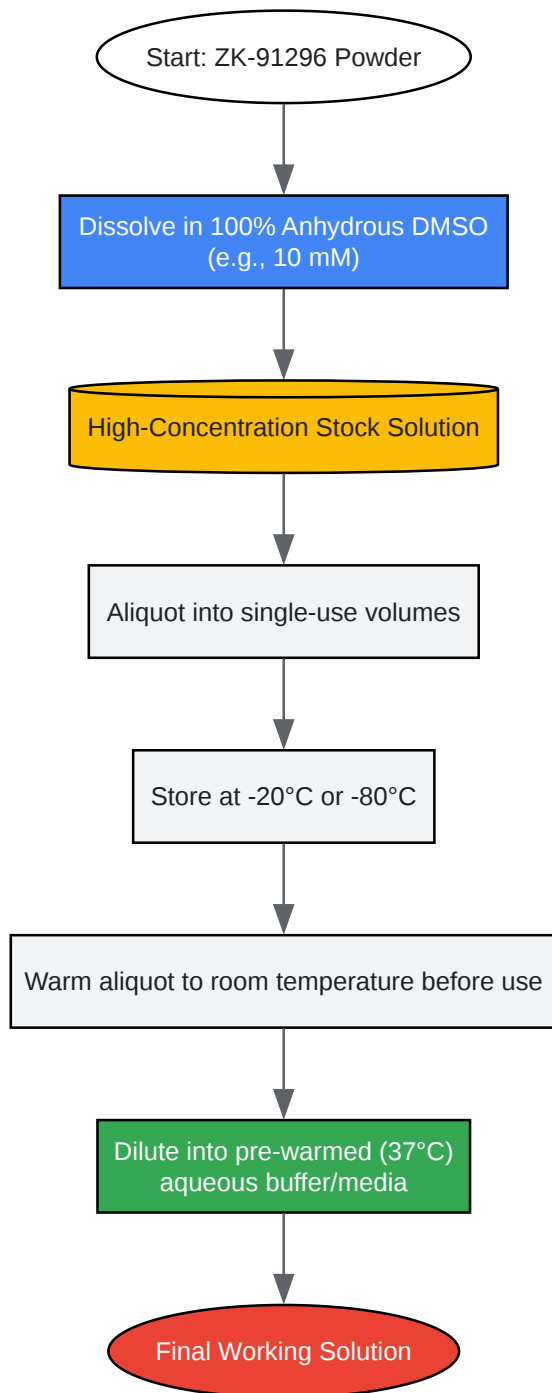 Start: ZK-91296 Powder
Dissolve in 100% Anhydrous DMSO
(e.g., 10 mM)
High-Concentration Stock Solution
Aliquot into single-use volumes
Store at -20°C or -80°C
Warm aliquot to room temperature before use
Dilute into pre-warmed (37°C)
aqueous buffer/media
Final Working Solution